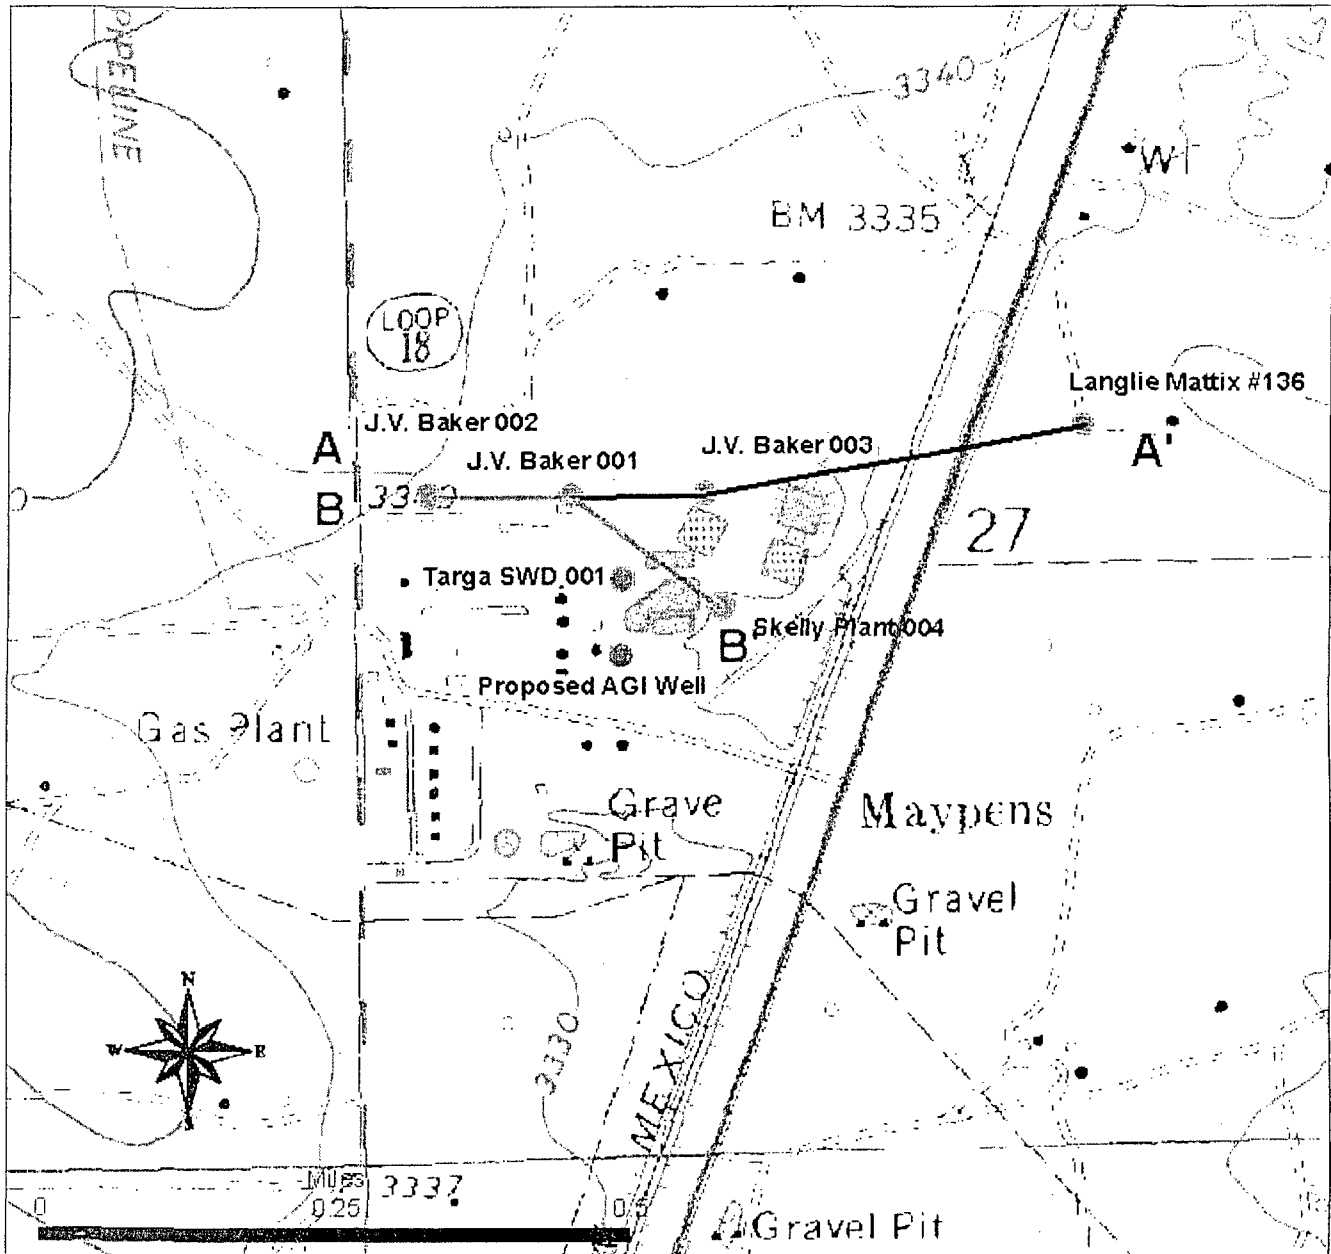 PIPELINE
3340
WT
BM 3335
LOOP
18
Langlie Mattix #136
J.V. Baker 002
J.V. Baker 003
A
J.V. Baker 001
A'
B
27
Targa SWD 001
B'
Skelly Plant 004
Proposed AGI Well
Gas Plant
Grave
Pit
Maypens
Gravel
Pit
N
W
E
S
3330
MEXICO
Miles
3337
0
0.25
0.5
Gravel Pit